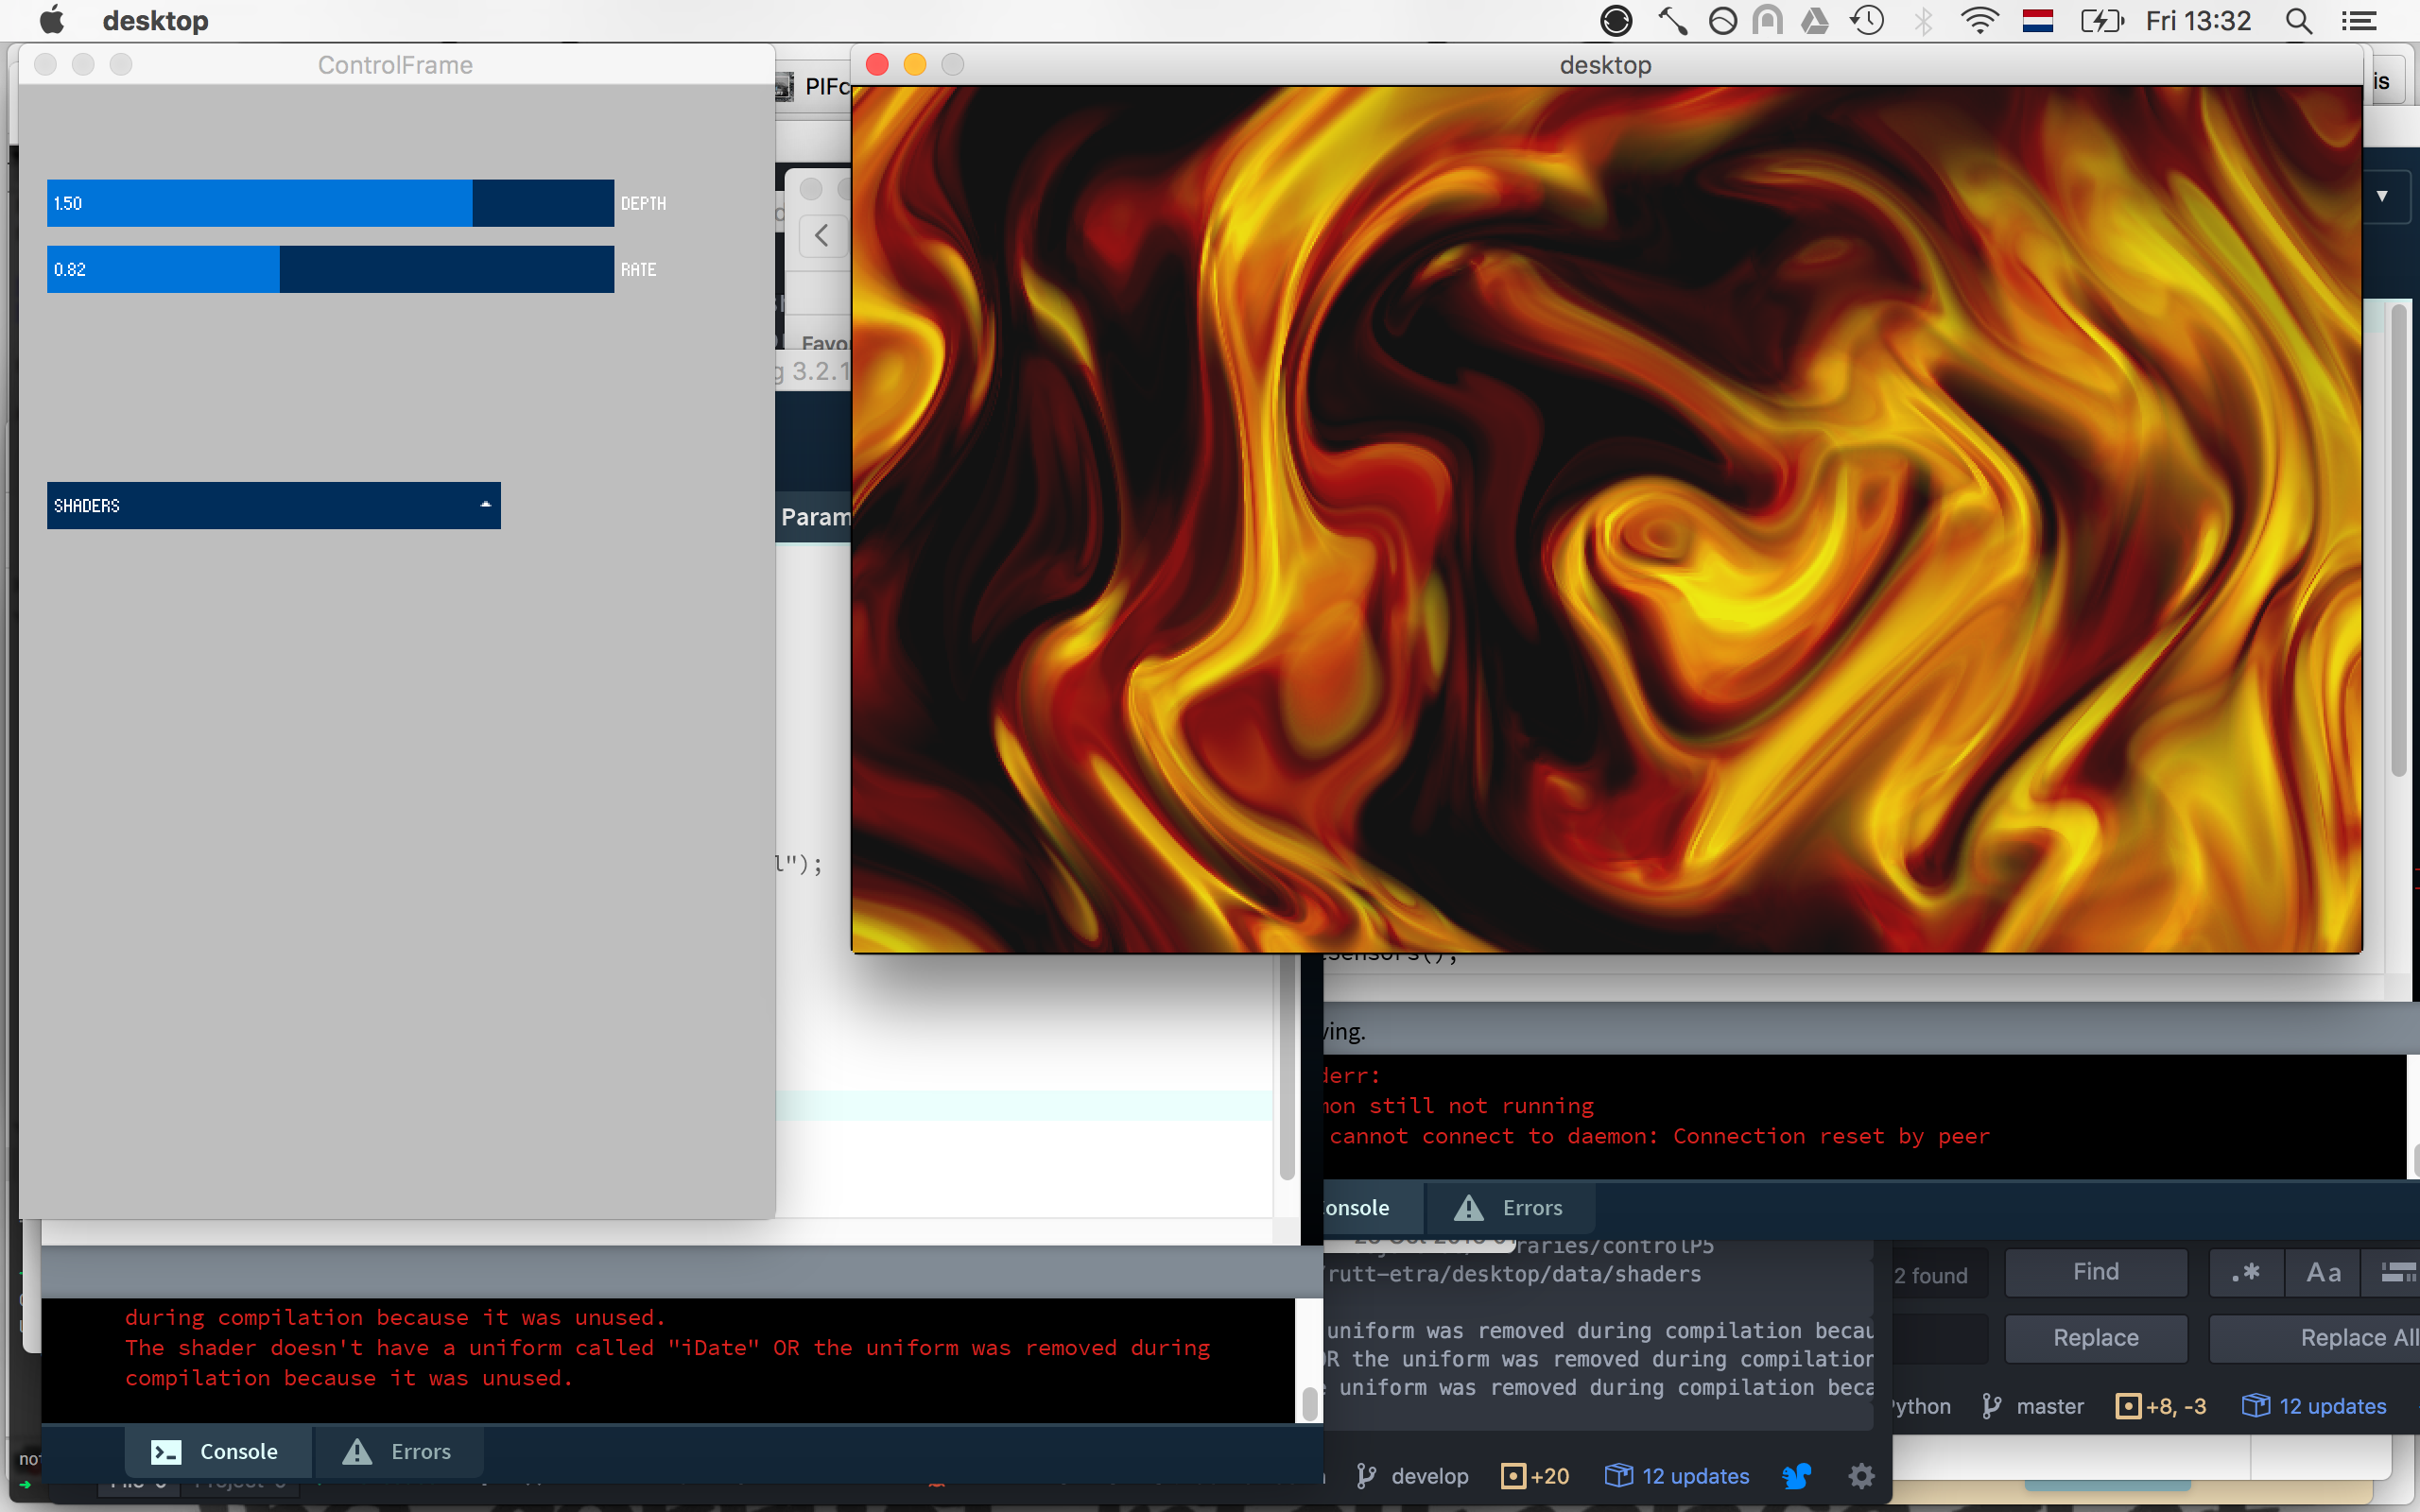 desktop
Fri 13:32
ControlFrame
desktop
PIFc
is
1.50
DEPTH
0.82
RATE
Favor
g 3.2.1
SHADERS
Param
l");
ving.
derr:
mon still not running
cannot connect to daemon: Connection reset by peer
onsole
Errors
raries/controlP5
/rutt-etra/desktop/data/shaders
2 found
Find
.*
Aa
during compilation because it was unused.
The shader doesn't have a uniform called "iDate" OR the uniform was removed during
compilation because it was unused.
uniform was removed during compilation becau
OR the uniform was removed during compilation
uniform was removed during compilation beca
Replace
Replace All
ython
master
+8, -3
12 updates
Console
Errors
develop
+20
12 updates